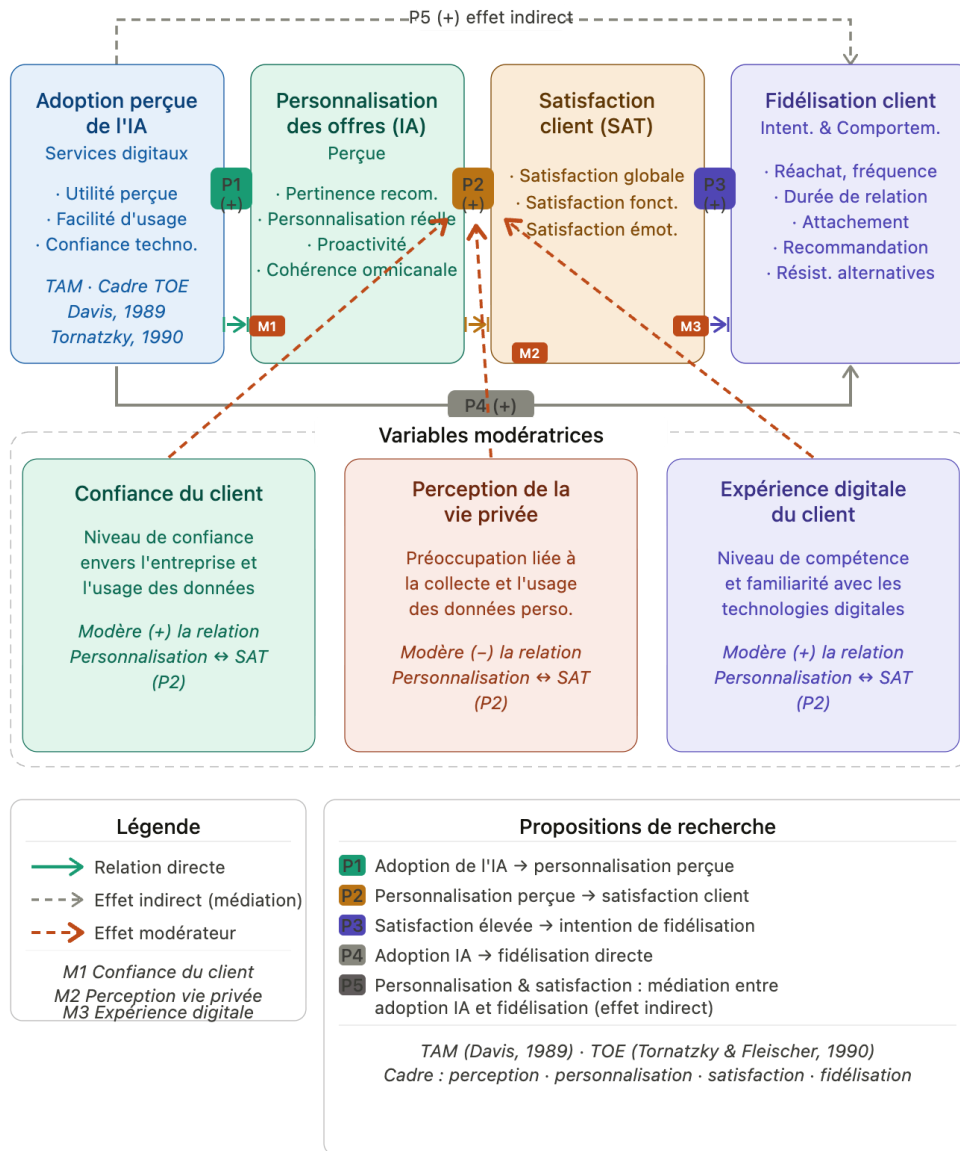 P5 (+) effet indirect
Adoption perçue
de l'IA
Services digitaux
· Utilité perçue
· Facilité d'usage
· Confiance techno.
TAM · Cadre TOE
Davis, 1989
Tornatzky, 1990
P1
(+)
Personnalisation
des offres (IA)
Perçue
· Pertinence recom.
· Personnalisation réelle
· Proactivité
· Cohérence omnicanale
P2
(+)
Satisfaction
client (SAT)
· Satisfaction globale
· Satisfaction fonct.
· Satisfaction émot.
P3
(+)
Fidélisation client
Intent. & Comportem.
· Réachat, fréquence
· Durée de relation
· Attachement
· Recommandation
· Résist. alternatives
M1
M2
M3
P4 (+)
Variables modératrices
Confiance du client
Niveau de confiance
envers l'entreprise et
l'usage des données
Modère (+) la relation
Personnalisation ↔ SAT
(P2)
Perception de la
vie privée
Préoccupation liée à
la collecte et l'usage
des données perso.
Modère (−) la relation
Personnalisation ↔ SAT
(P2)
Expérience digitale
du client
Niveau de compétence
et familiarité avec les
technologies digitales
Modère (+) la relation
Personnalisation ↔ SAT
(P2)
Légende
Relation directe
Effet indirect (médiation)
Effet modérateur
M1 Confiance du client
M2 Perception vie privée
M3 Expérience digitale
Propositions de recherche
P1 Adoption de l'IA → personnalisation perçue
P2 Personnalisation perçue → satisfaction client
P3 Satisfaction élevée → intention de fidélisation
P4 Adoption IA → fidélisation directe
P5 Personnalisation & satisfaction : médiation entre
adoption IA et fidélisation (effet indirect)
TAM (Davis, 1989) · TOE (Tornatzky & Fleischer, 1990)
Cadre : perception · personnalisation · satisfaction · fidélisation